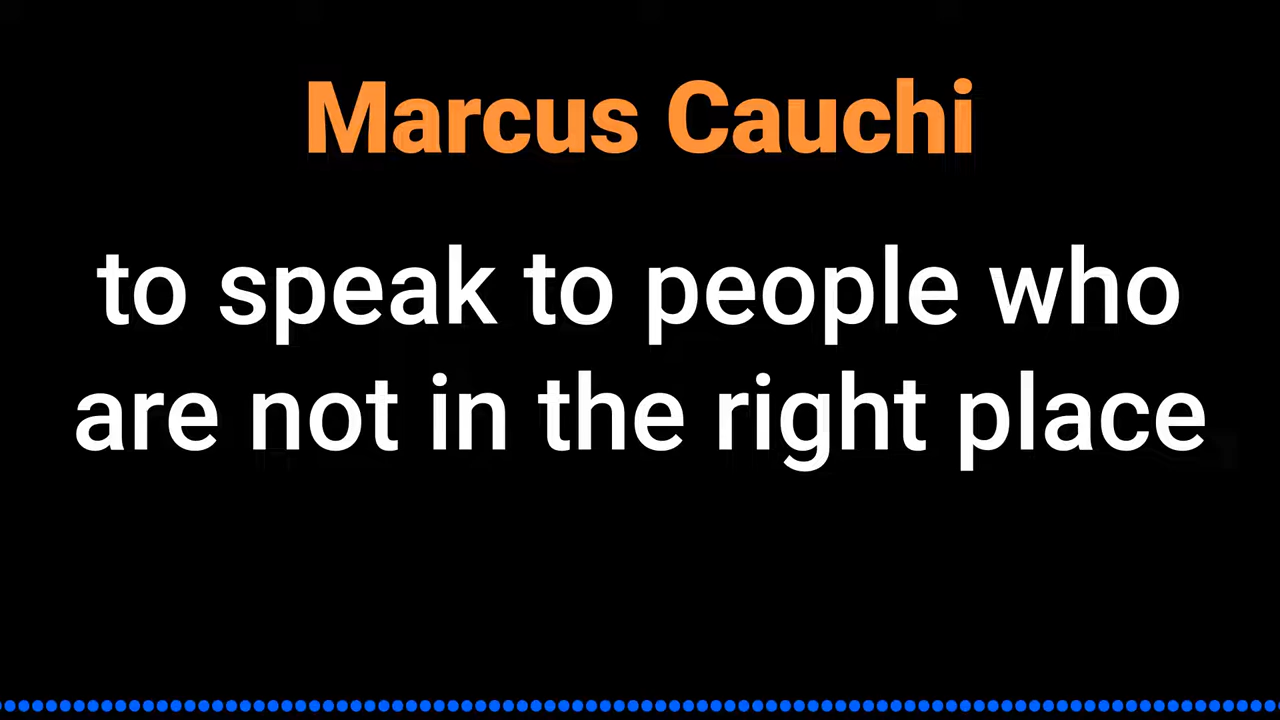 Marcus Cauchi
to speak to people who
are not in the right place